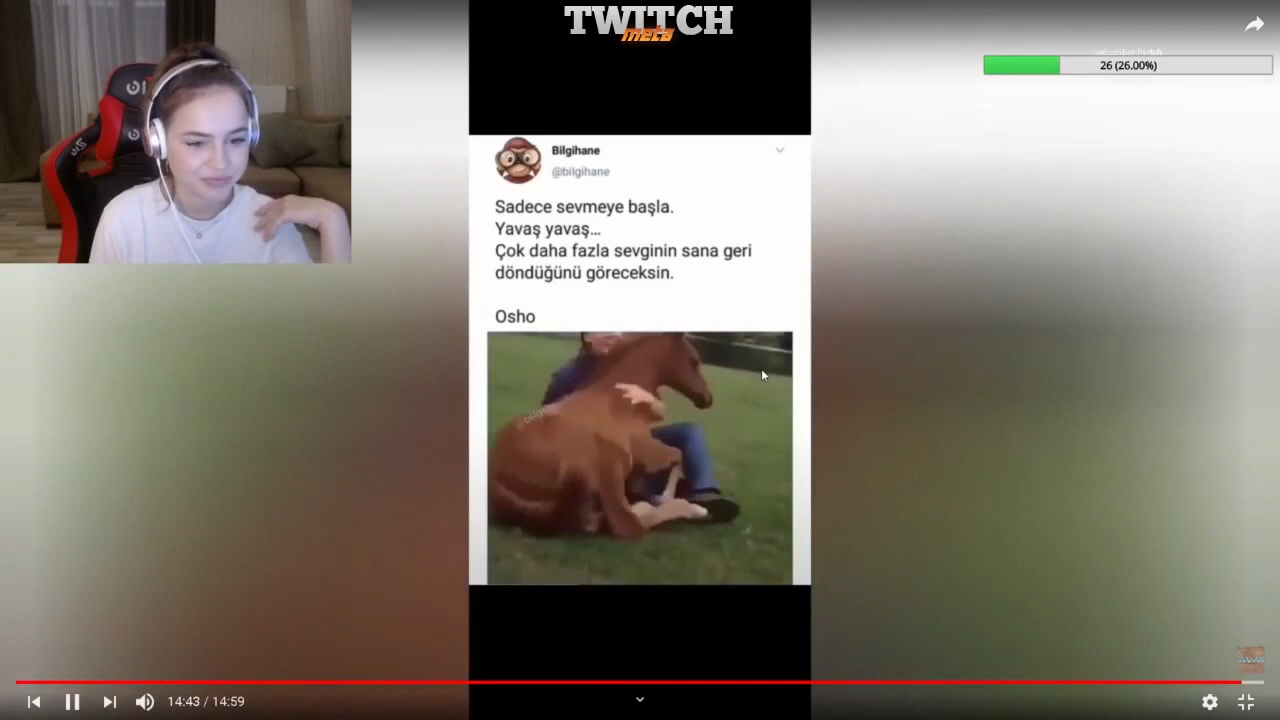 TWITCH
meta
26 (26.00%)
Bilgihane
@bilgihane
Sadece sevmeye başla.
Yavaş yavaş...
Çok daha fazla sevginin sana geri
döndüğünü göreceksin.
Osho
14:43 / 14:59